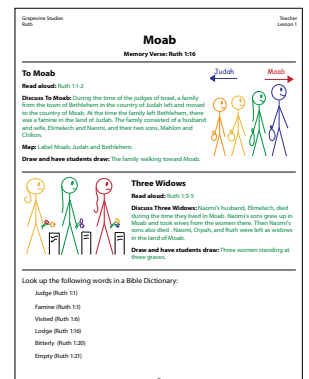 Grapevine Studies
Ruth
Teacher
Lesson 1
Moab
Memory Verse: Ruth 1:16
To Moab
Read aloud: Ruth 1:1-2
Discuss To Moab: During the time of the judges of Israel, a family
from the town of Bethlehem in the country of Judah left and moved
to the country of Moab. At the time the family left Bethlehem, there
was a famine in the land of Judah. The family consisted of a husband
and wife, Elimelech and Naomi, and their two sons, Mahlon and
Chilion.
Map: Label Moab, Judah and Bethlehem.
Draw and have students draw: The family walking toward Moab.
Judah
Moab
Three Widows
Read aloud: Ruth 1:3-5
Discuss Three Widows: Naomi's husband, Elimelech, died
during the time they lived in Moab. Naomi's sons grew up in
Moab and took wives from the women there. Then Naomi's
sons also died . Naomi, Orpah, and Ruth were left as widows
in the land of Moab.
Draw and have students draw: Three women standing at
three graves.
Look up the following words in a Bible Dictionary:
Judge (Ruth 1:1)
Famine (Ruth 1:1)
Visited (Ruth 1:6)
Lodge (Ruth 1:16)
Bitterly (Ruth 1:20)
Empty (Ruth 1:21)